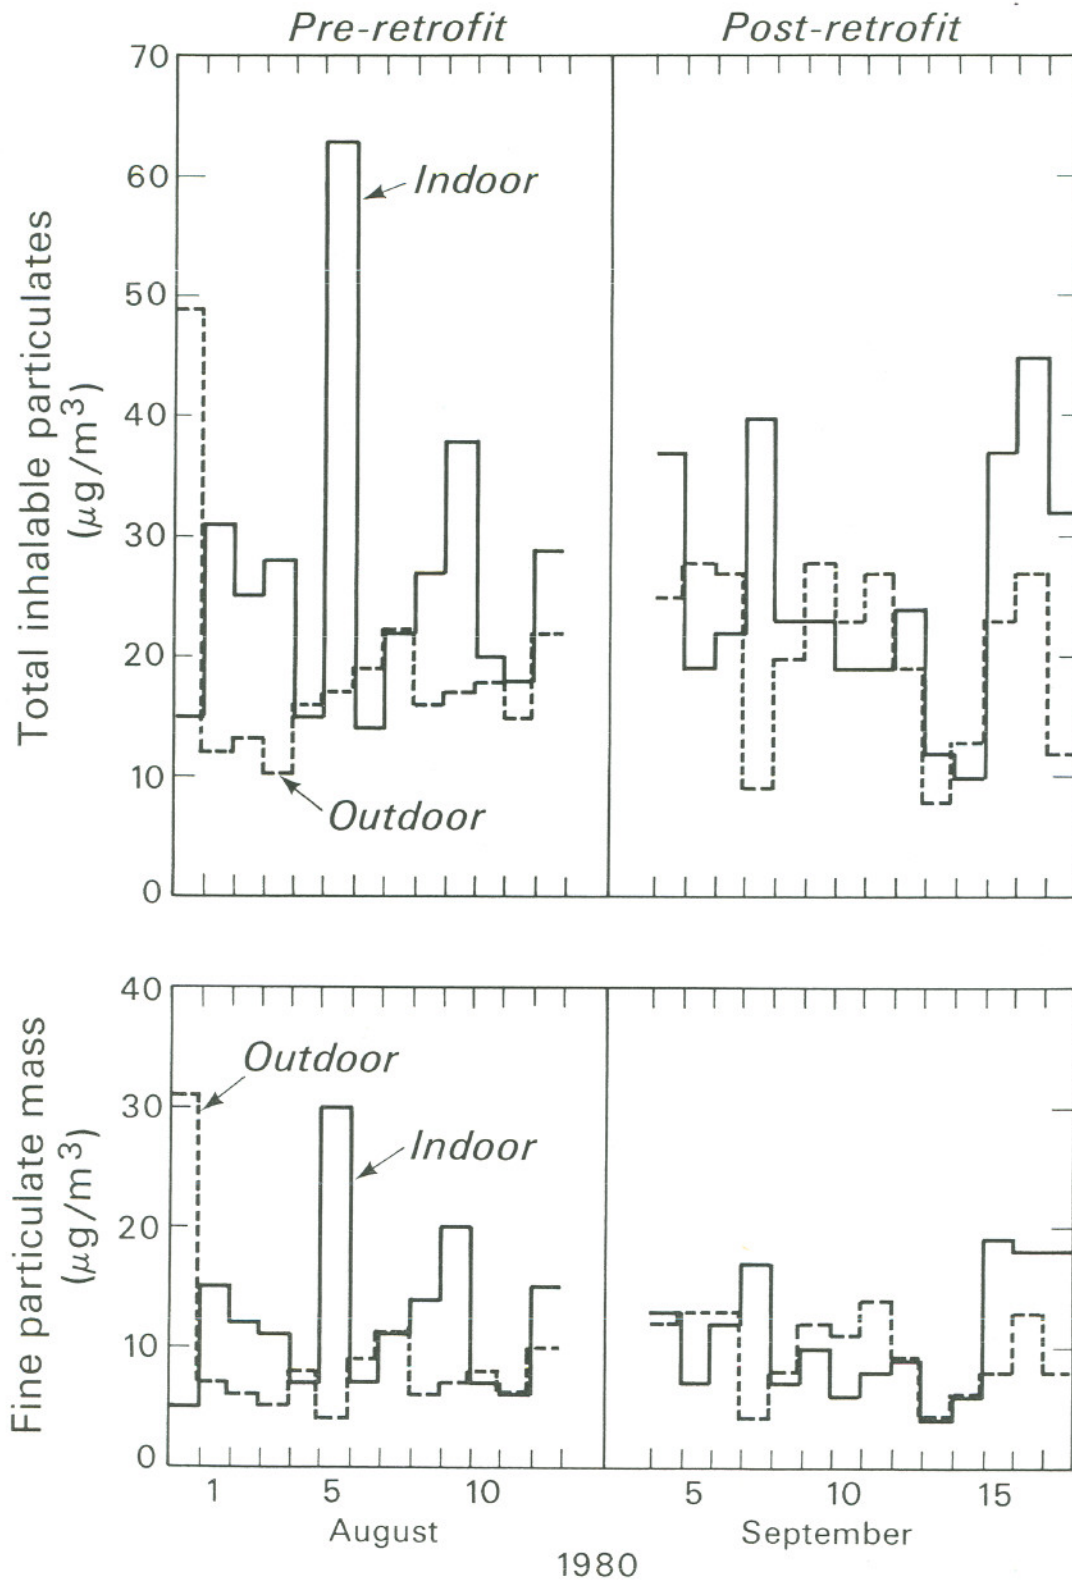 Pre-retrofit Post-retrofit
70
60
50
40
30
20
10
0
Total inhalable particulates
(μg/m³)
Indoor
Outdoor
40
30
20
10
0
Fine particulate mass
(μg/m³)
Outdoor
Indoor
1 5 10 5 10 15
August September
1980